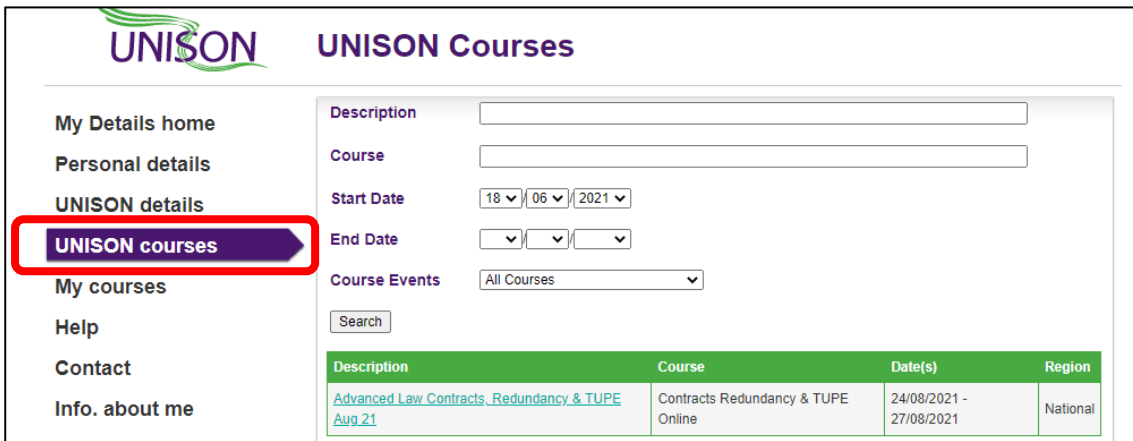 UNISON
UNISON Courses
My Details home
Personal details
UNISON details
UNISON courses
My courses
Help
Contact
Info. about me
Description
Course
Start Date 18 / 06 / 2021
End Date / /
Course Events All Courses
Search
Description Course Date(s) Region
Advanced Law Contracts, Redundancy & TUPE Contracts Redundancy & TUPE 24/08/2021 - National
Aug 21 Online 27/08/2021